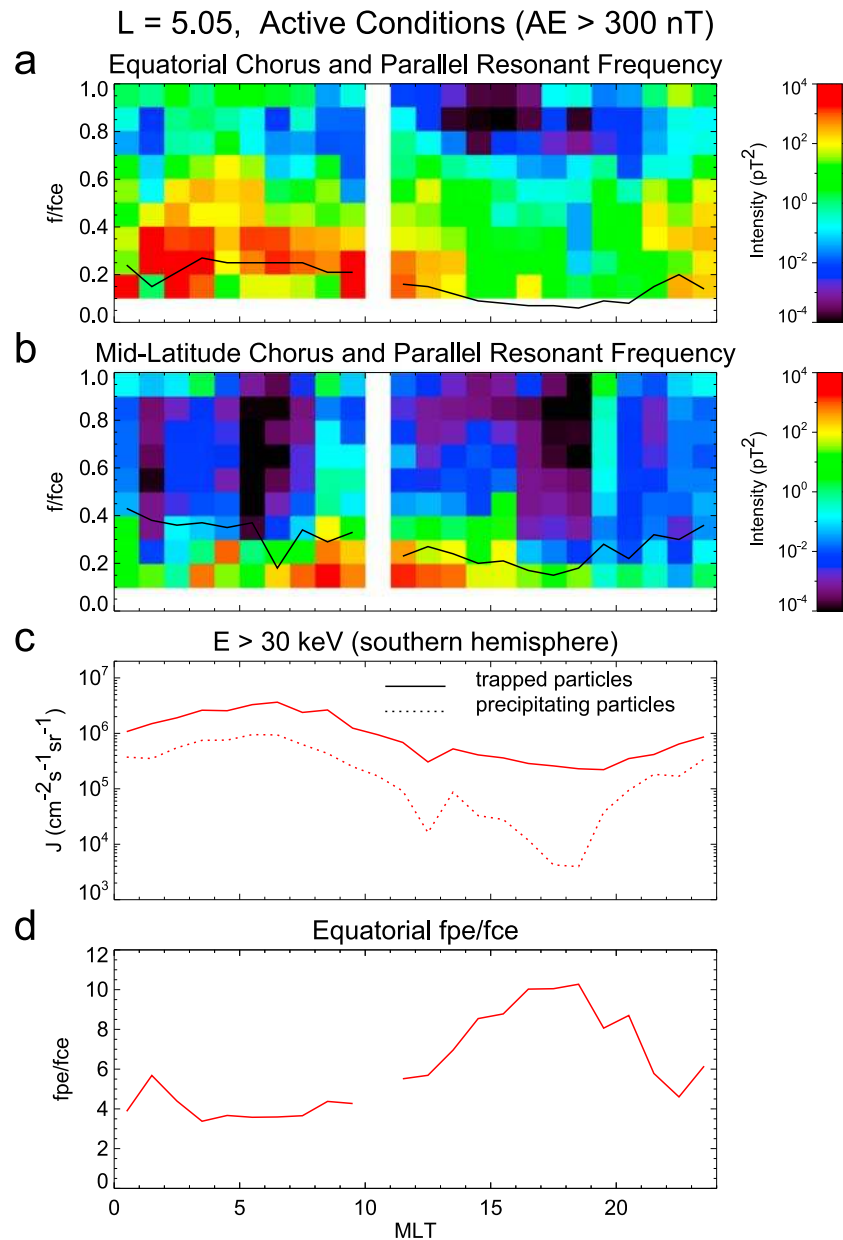 L = 5.05, Active Conditions (AE > 300 nT)
a
Equatorial Chorus and Parallel Resonant Frequency
1.0
0.8
0.6
0.4
0.2
0.0
f/fce
10^4
10^2
10^0
10^-2
10^-4
Intensity (pT^2)
b
Mid-Latitude Chorus and Parallel Resonant Frequency
1.0
0.8
0.6
0.4
0.2
0.0
f/fce
10^4
10^2
10^0
10^-2
10^-4
Intensity (pT^2)
c
E > 30 keV (southern hemisphere)
trapped particles
precipitating particles
10^7
10^6
10^5
10^4
10^3
J (cm^-2s^-1sr^-1)
d
Equatorial fpe/fce
12
10
8
6
4
2
0
fpe/fce
0 5 10 15 20
MLT